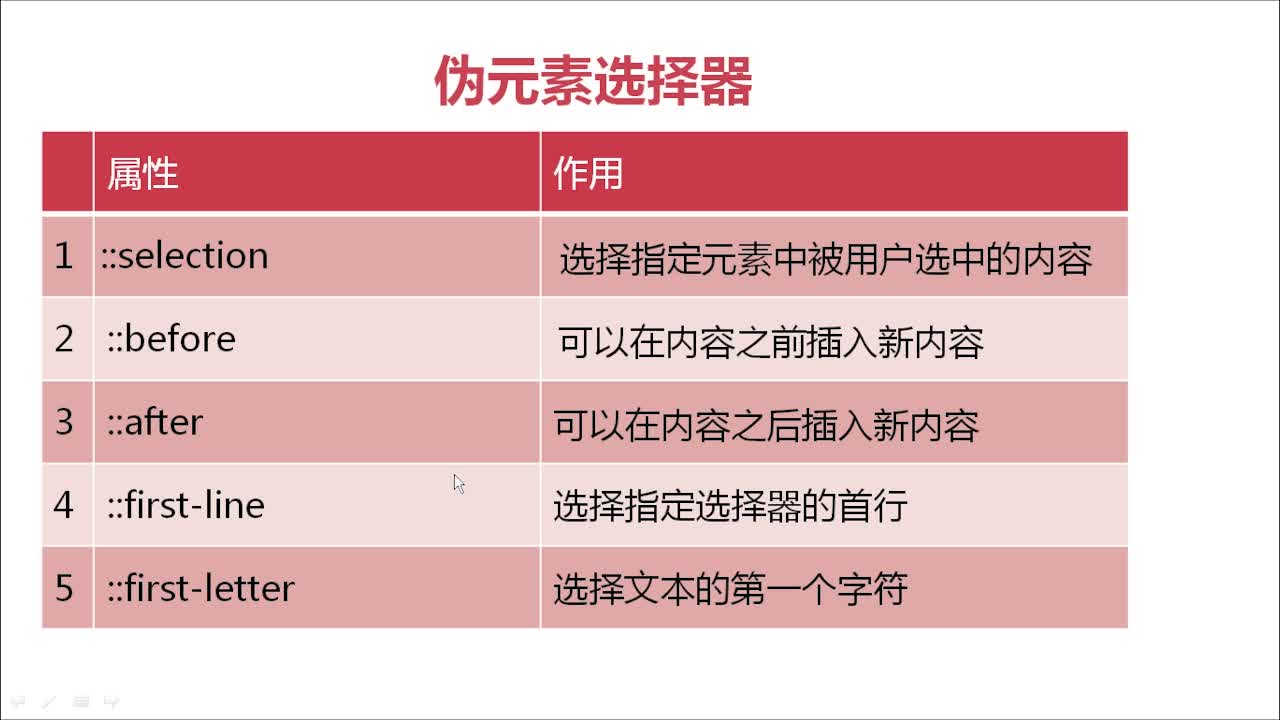 伪元素选择器
属性 作用
1 ::selection 选择指定元素中被用户选中的内容
2 ::before 可以在内容之前插入新内容
3 ::after 可以在内容之后插入新内容
4 ::first-line 选择指定选择器的首行
5 ::first-letter 选择文本的第一个字符